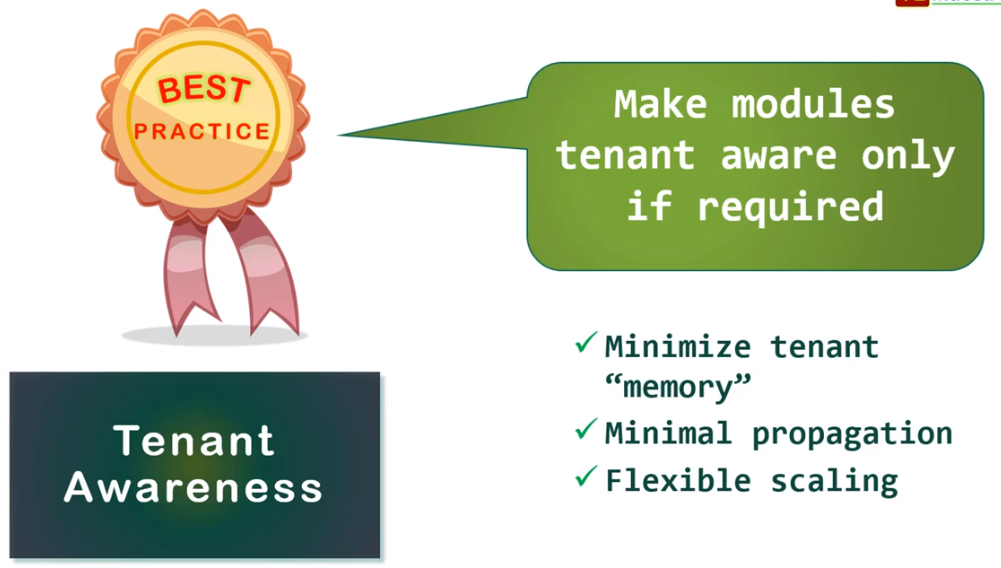 BEST
PRACTICE
Make modules
tenant aware only
if required
Tenant
Awareness
✓ Minimize tenant
“memory”
✓ Minimal propagation
✓ Flexible scaling